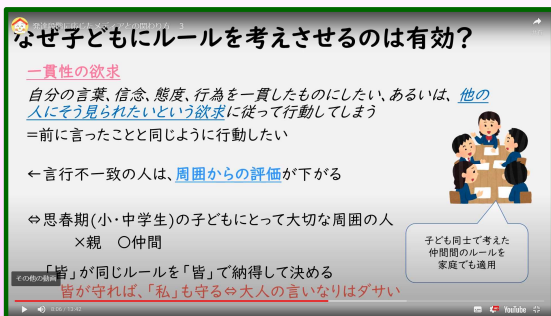 なぜ子どもにルールを考えさせるのは有効？
一貫性の欲求
自分の言葉、信念、態度、行為を一貫したものにしたい、あるいは、他の
人にそう見られたいという欲求に従って行動してしまう
＝前に言ったことと同じように行動したい
←言行不一致の人は、周囲からの評価が下がる
⇔思春期(小・中学生)の子どもにとって大切な周囲の人
×親　〇仲間
子ども同士で考えた
仲間間のルールを
家庭でも適用
「皆」が同じルールを「皆」で納得して決める
その他の動画
皆が守れば、「私」も守る⇔大人の言いなりはダサい
YouTube